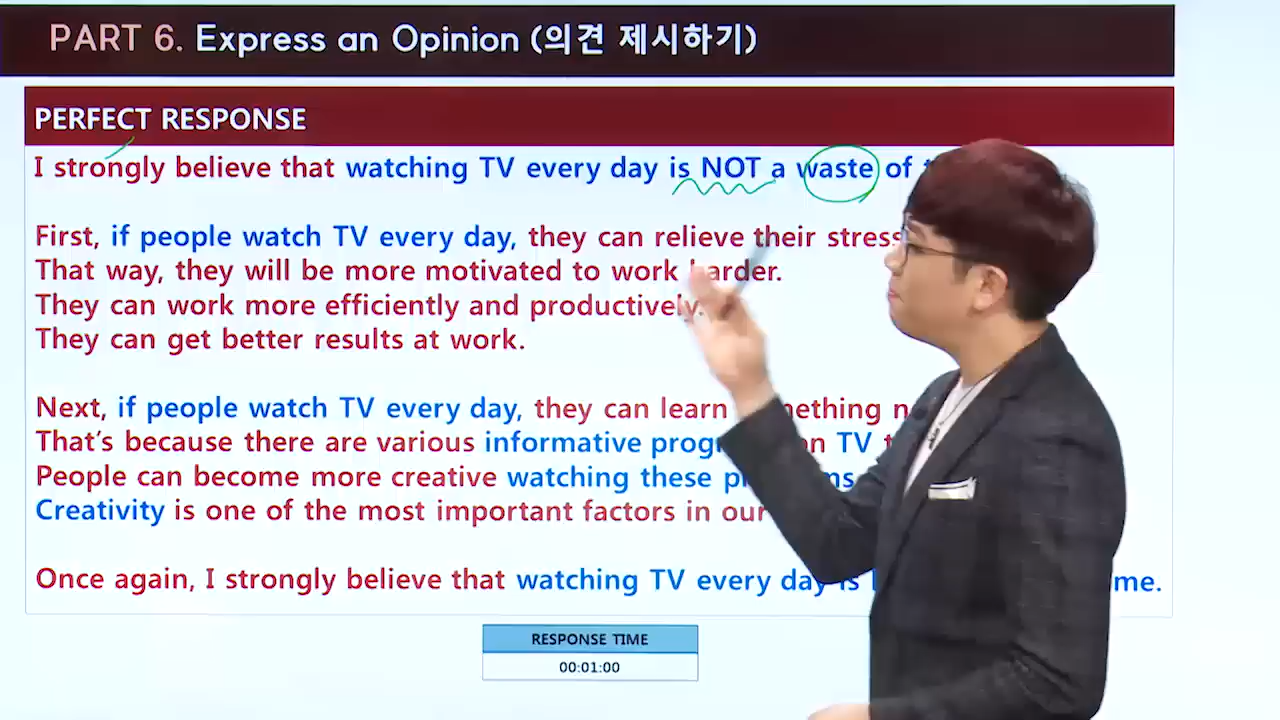 PART 6. Express an Opinion (의견 제시하기)
PERFECT RESPONSE
I strongly believe that watching TV every day is NOT a waste of
First, if people watch TV every day, they can relieve their stress
That way, they will be more motivated to work harder.
They can work more efficiently and productively.
They can get better results at work.
Next, if people watch TV every day, they can learn
That's because there are various informative on TV
People can become more creative watching these
Creativity is one of the most important factors in our
Once again, I strongly believe that watching TV every day is me.
RESPONSE TIME
00:01:00